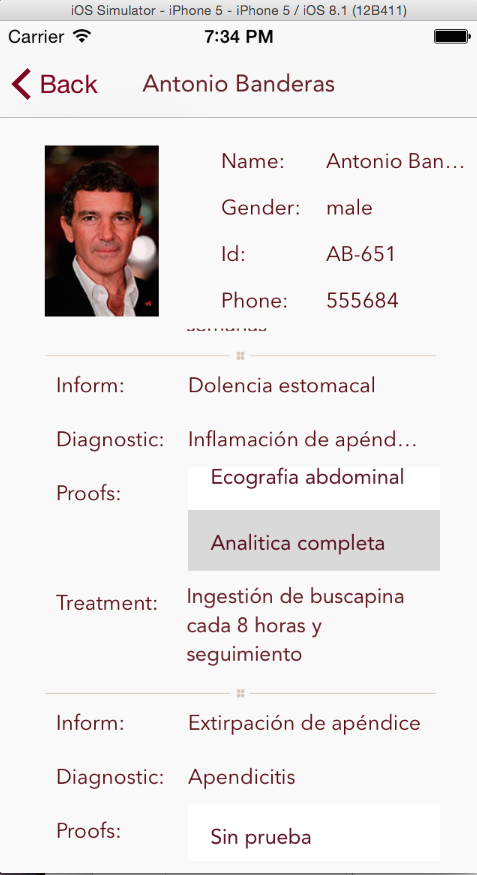 iOS Simulator - iPhone 5 - iPhone 5 / iOS 8.1 (12B411)
Carrier 7:34 PM
Back Antonio Banderas
Name: Antonio Ban...
Gender: male
Id: AB-651
Phone: 555684
semanas
Inform: Dolencia estomacal
Diagnostic: Inflamación de apénd...
Proofs: Ecografia abdominal
Analitica completa
Treatment: Ingestión de buscapina
cada 8 horas y
seguimiento
Inform: Extirpación de apéndice
Diagnostic: Apendicitis
Proofs: Sin prueba